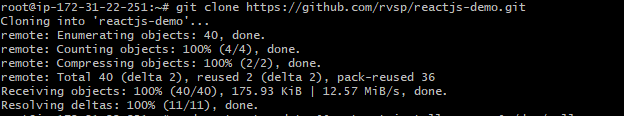 root@ip-172-31-22-251:~# git clone https://github.com/rvsp/reactjs-demo.git
Cloning into 'reactjs-demo'...
remote: Enumerating objects: 40, done.
remote: Counting objects: 100% (4/4), done.
remote: Compressing objects: 100% (2/2), done.
remote: Total 40 (delta 2), reused 2 (delta 2), pack-reused 36
Receiving objects: 100% (40/40), 175.93 KiB | 12.57 MiB/s, done.
Resolving deltas: 100% (11/11), done.